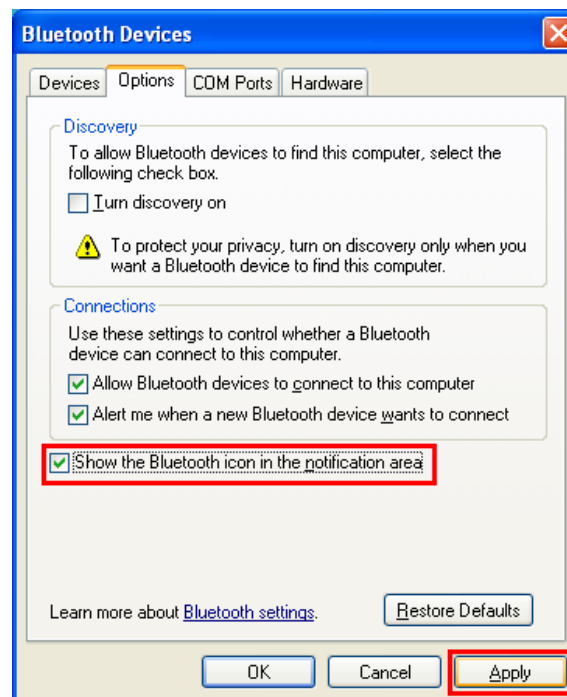 Bluetooth Devices
Devices Options COM Ports Hardware
Discovery
To allow Bluetooth devices to find this computer, select the
following check box.
Turn discovery on
To protect your privacy, turn on discovery only when you
want a Bluetooth device to find this computer.
Connections
Use these settings to control whether a Bluetooth
device can connect to this computer.
Allow Bluetooth devices to connect to this computer
Alert me when a new Bluetooth device wants to connect
Show the Bluetooth icon in the notification area
Learn more about Bluetooth settings.
Restore Defaults
OK Cancel Apply